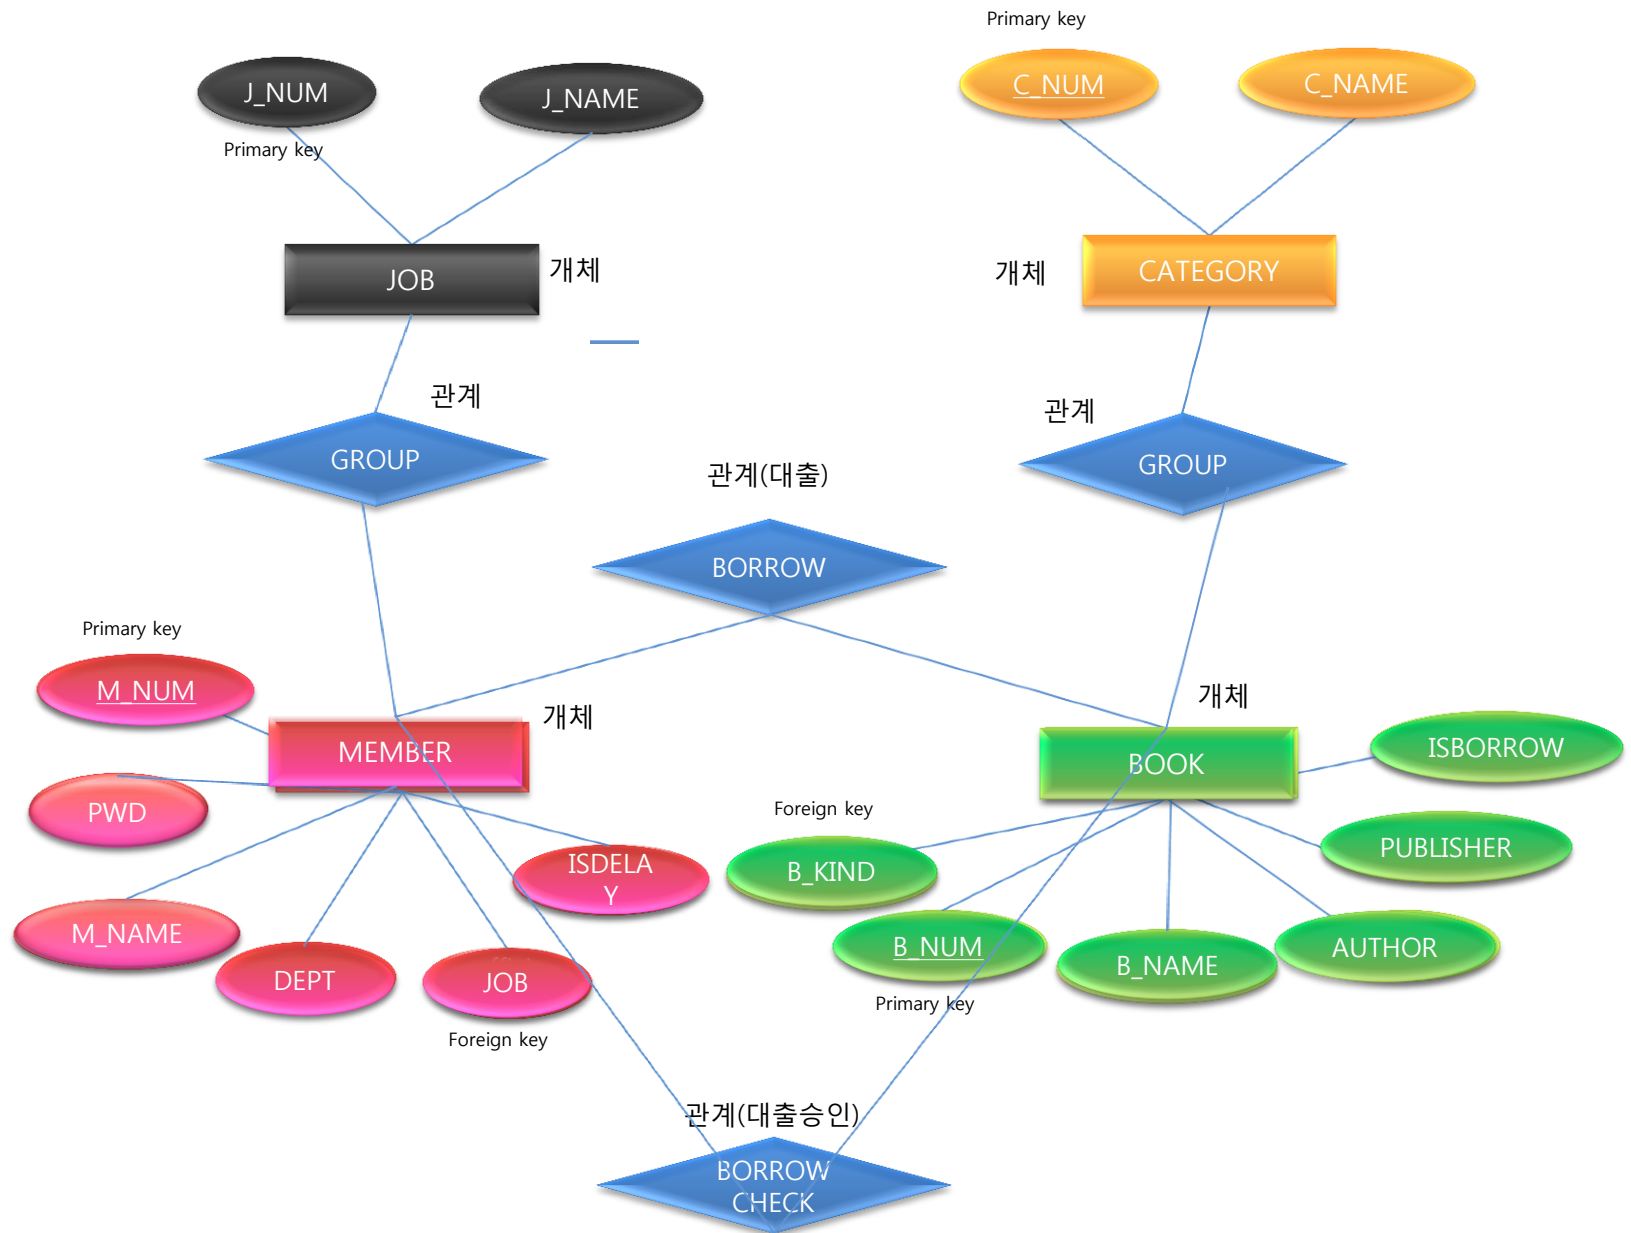 Primary key
J_NUM
J_NAME
C_NUM
C_NAME
Primary key
JOB
개체
개체
CATEGORY
관계
관계
GROUP
GROUP
관계(대출)
BORROW
Primary key
M_NUM
개체
개체
MEMBER
BOOK
ISBORROW
PWD
Foreign key
ISDELA
Y
B_KIND
PUBLISHER
M_NAME
B_NUM
AUTHOR
DEPT
JOB
B_NAME
Primary key
Foreign key
관계(대출승인)
BORROW
CHECK